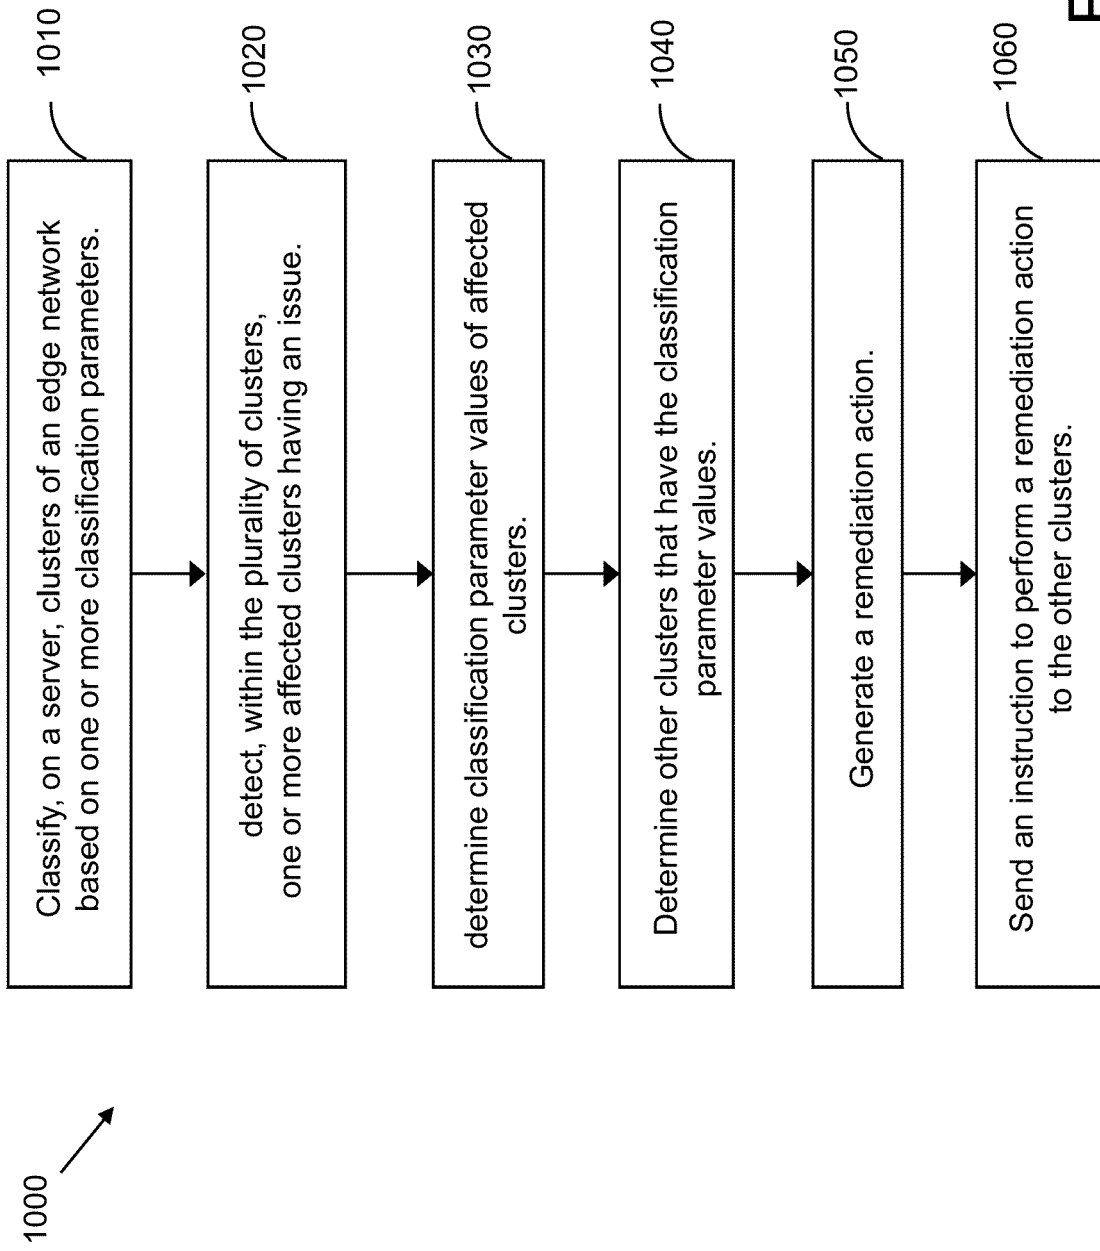 1000
Classify, on a server, clusters of an edge network
based on one or more classification parameters.
1010
detect, within the plurality of clusters,
one or more affected clusters having an issue.
1020
determine classification parameter values of affected
clusters.
1030
Determine other clusters that have the classification
parameter values.
1040
Generate a remediation action.
1050
Send an instruction to perform a remediation action
to the other clusters.
1060